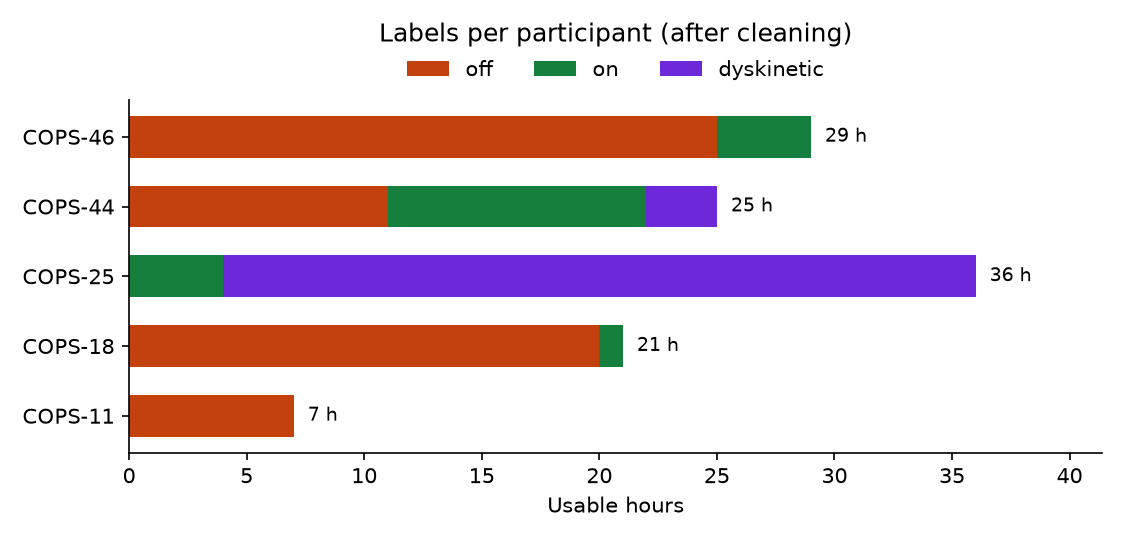 Labels per participant (after cleaning)
off on dyskinetic
COPS-46 29 h
COPS-44 25 h
COPS-25 36 h
COPS-18 21 h
COPS-11 7 h
0 5 10 15 20 25 30 35 40
Usable hours